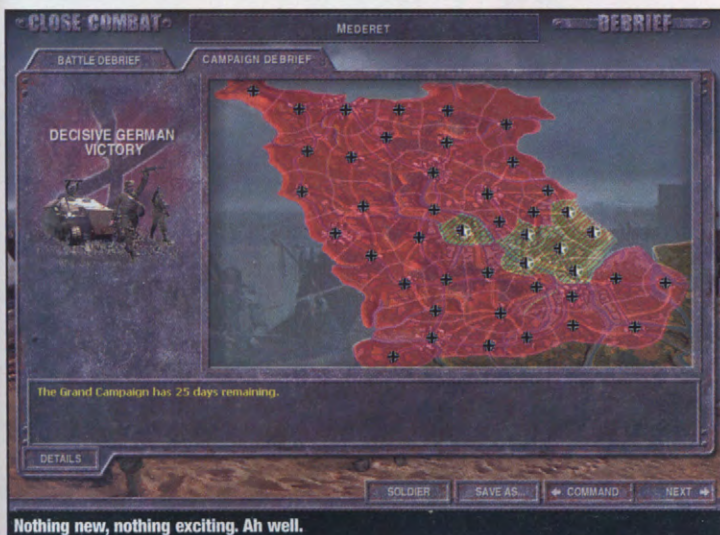 CLOSE COMBAT
MEDERET
DEBRIEF
BATTLE DEBRIEF
CAMPAIGN DEBRIEF
DECISIVE GERMAN
VICTORY
The Grand Campaign has 25 days remaining.
DETAILS
SOLDIER
SAVE AS...
COMMAND
NEXT
Nothing new, nothing exciting. Ah well.